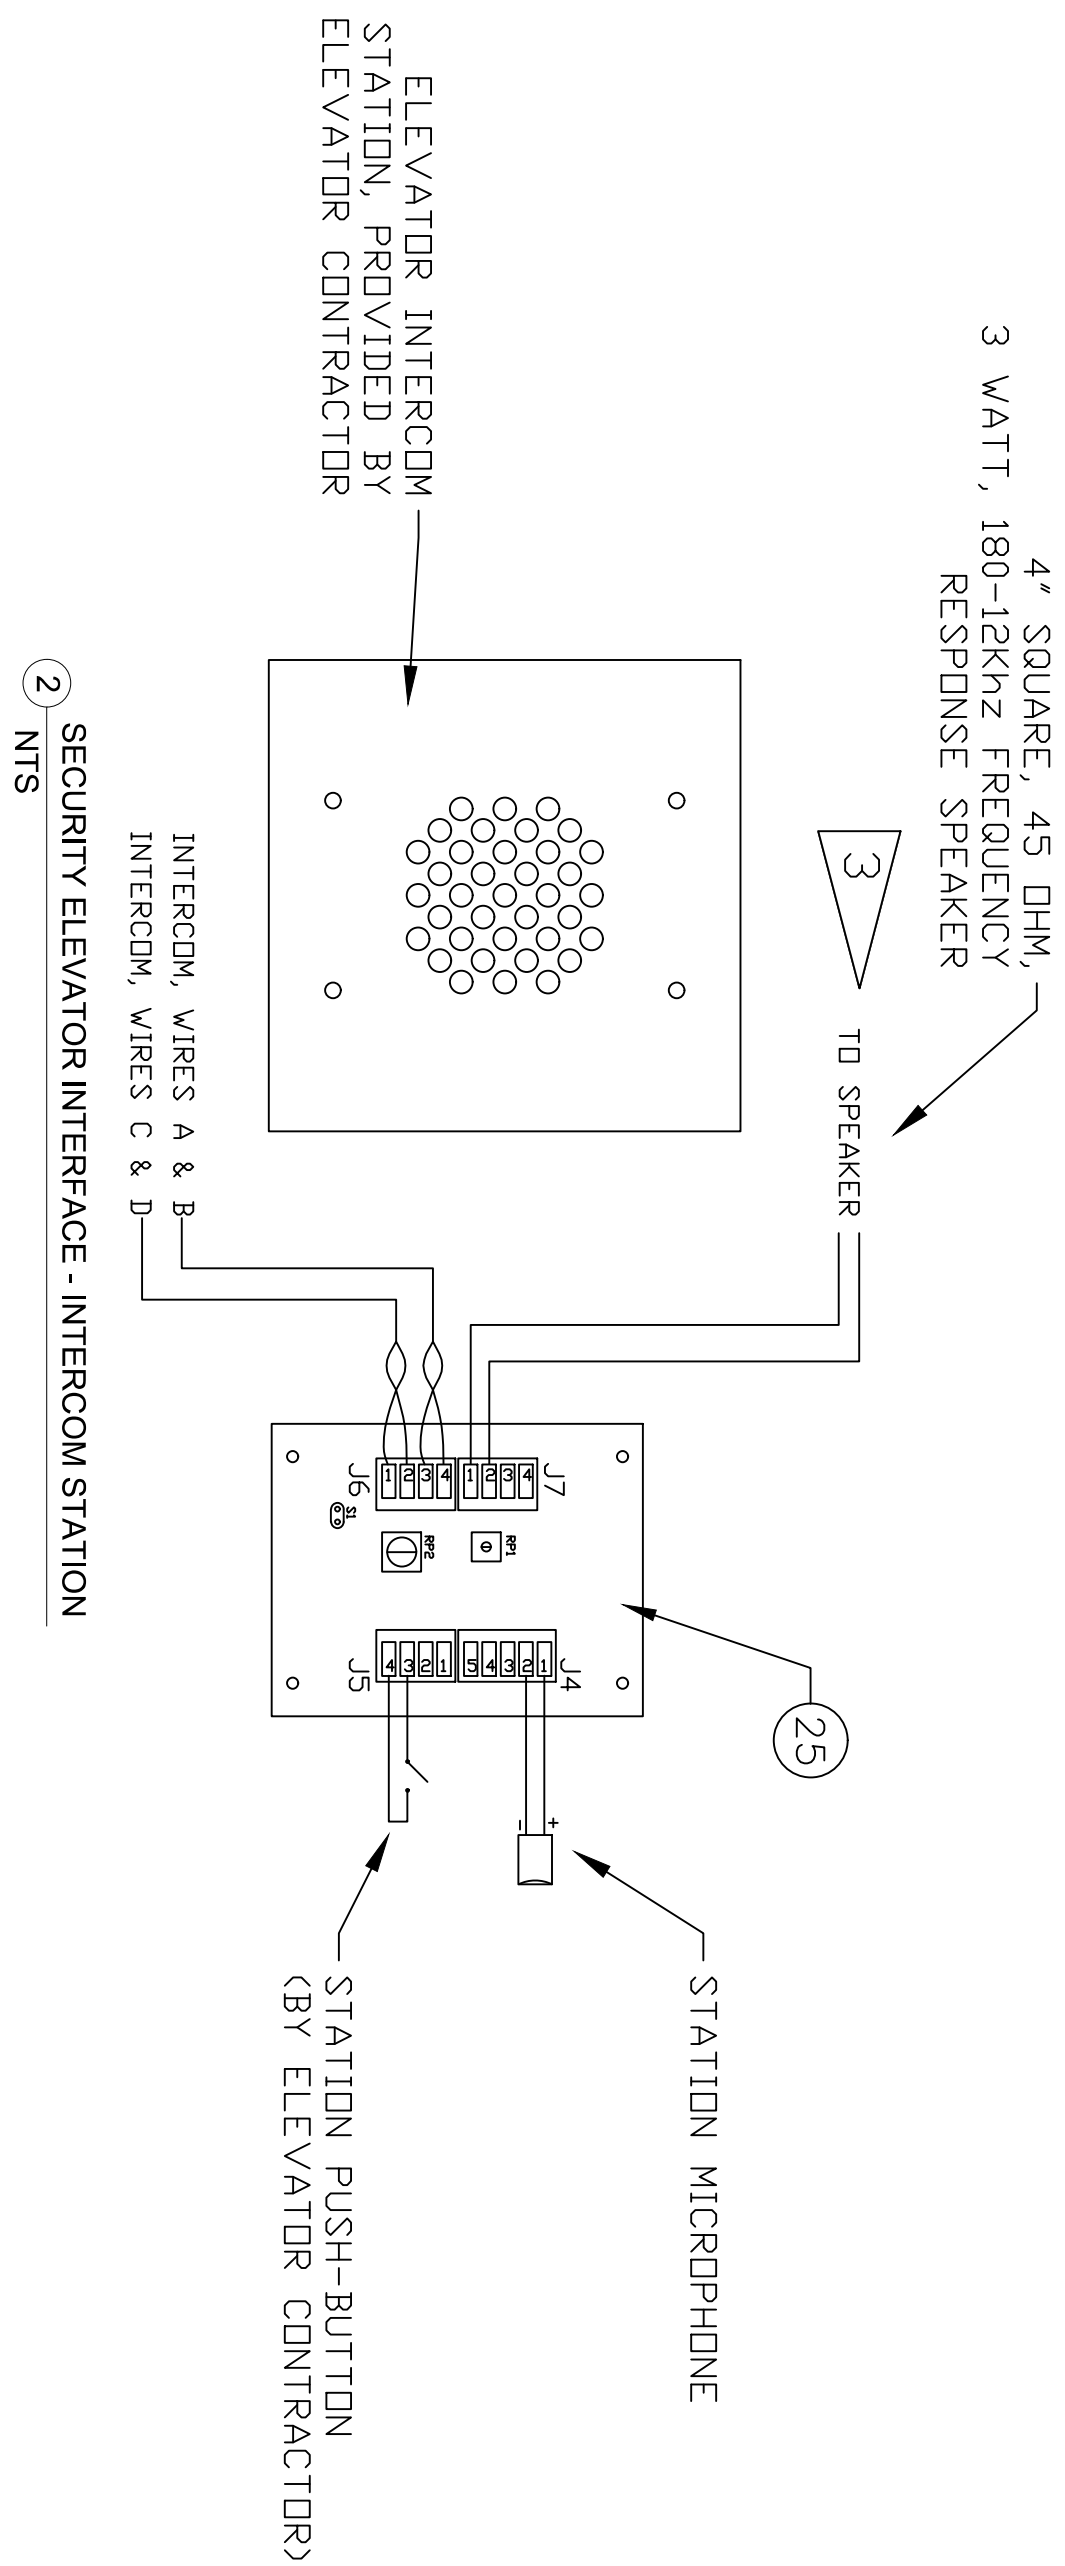 4" SQUARE, 45 OHM,
3 WATT, 180-12Khz FREQUENCY
RESPONSE SPEAKER
3
TO SPEAKER
ELEVATOR INTERCOM
STATION, PROVIDED BY
ELEVATOR CONTRACTOR
INTERCOM, WIRES A & B
INTERCOM, WIRES C & D
J7
1 2 3 4
J6
1 2 3 4
RP1
RP2
S1
J4
5 4 3 2 1
J5
4 3 2 1
25
+
-
STATION MICROPHONE
STATION PUSH-BUTTON
(BY ELEVATOR CONTRACTOR)
2
SECURITY ELEVATOR INTERFACE - INTERCOM STATION
NTS